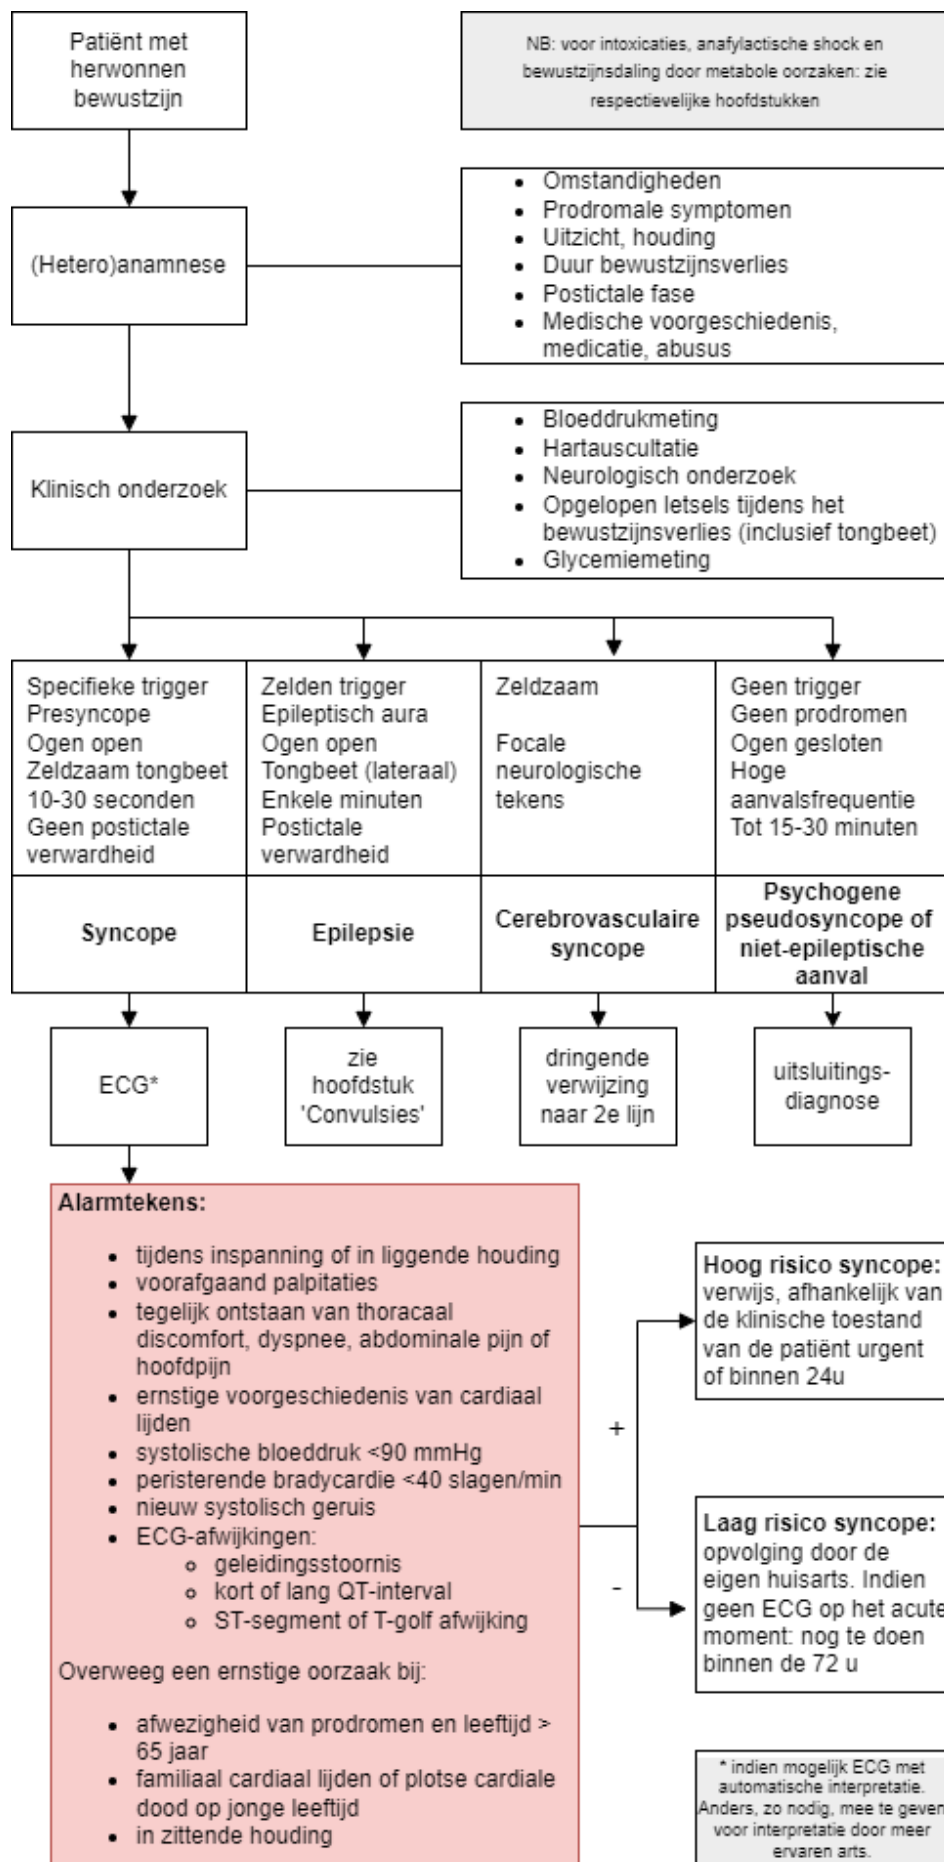 Patiënt met
herwonnen
bewustzijn
NB: voor intoxicaties, anafylactische shock en
bewustzijnsdaling door metabole oorzaken: zie
respectievelijke hoofdstukken
(Hetero)anamnese
• Omstandigheden
• Prodromale symptomen
• Uitzicht, houding
• Duur bewustzijnsverlies
• Postictale fase
• Medische voorgeschiedenis,
medicatie, abusus
Klinisch onderzoek
• Bloeddrukmeting
• Hartauscultatie
• Neurologisch onderzoek
• Opgelopen letsels tijdens het
bewustzijnsverlies (inclusief tongbeet)
• Glycemiemeting
Specifieke trigger
Presyncope
Ogen open
Zeldzaam tongbeet
10-30 seconden
Geen postictale
verwardheid
Syncope
Zelden trigger
Epileptisch aura
Ogen open
Tongbeet (lateraal)
Enkele minuten
Postictale
verwardheid
Epilepsie
Zeldzaam
Focale
neurologische
tekens
Cerebrovasculaire
syncope
Geen trigger
Geen prodromen
Ogen gesloten
Hoge
aanvalsfrequentie
Tot 15-30 minuten
Psychogene
pseudosyncope of
niet-epileptische
aanval
ECG*
zie
hoofdstuk
'Convulsies'
dringende
verwijzing
naar 2e lijn
uitsluitings-
diagnose
Alarmtekens:
• tijdens inspanning of in liggende houding
• voorafgaand palpitaties
• tegelijk ontstaan van thoracaal
discomfort, dyspnee, abdominale pijn of
hoofdpijn
• ernstige voorgeschiedenis van cardiaal
lijden
• systolische bloeddruk <90 mmHg
• peristerende bradycardie <40 slagen/min
• nieuw systolisch geruis
• ECG-afwijkingen:
o geleidingsstoornis
o kort of lang QT-interval
o ST-segment of T-golf afwijking
Overweeg een ernstige oorzaak bij:
• afwezigheid van prodromen en leeftijd >
65 jaar
• familiaal cardiaal lijden of plotse cardiale
dood op jonge leeftijd
• in zittende houding
+
-
Hoog risico syncope:
verwijs, afhankelijk van
de klinische toestand
van de patiënt urgent
of binnen 24u
Laag risico syncope:
opvolging door de
eigen huisarts. Indien
geen ECG op het acute
moment: nog te doen
binnen de 72 u
* indien mogelijk ECG met
automatische interpretatie.
Anders, zo nodig, mee te geven
voor interpretatie door meer
ervaren arts.